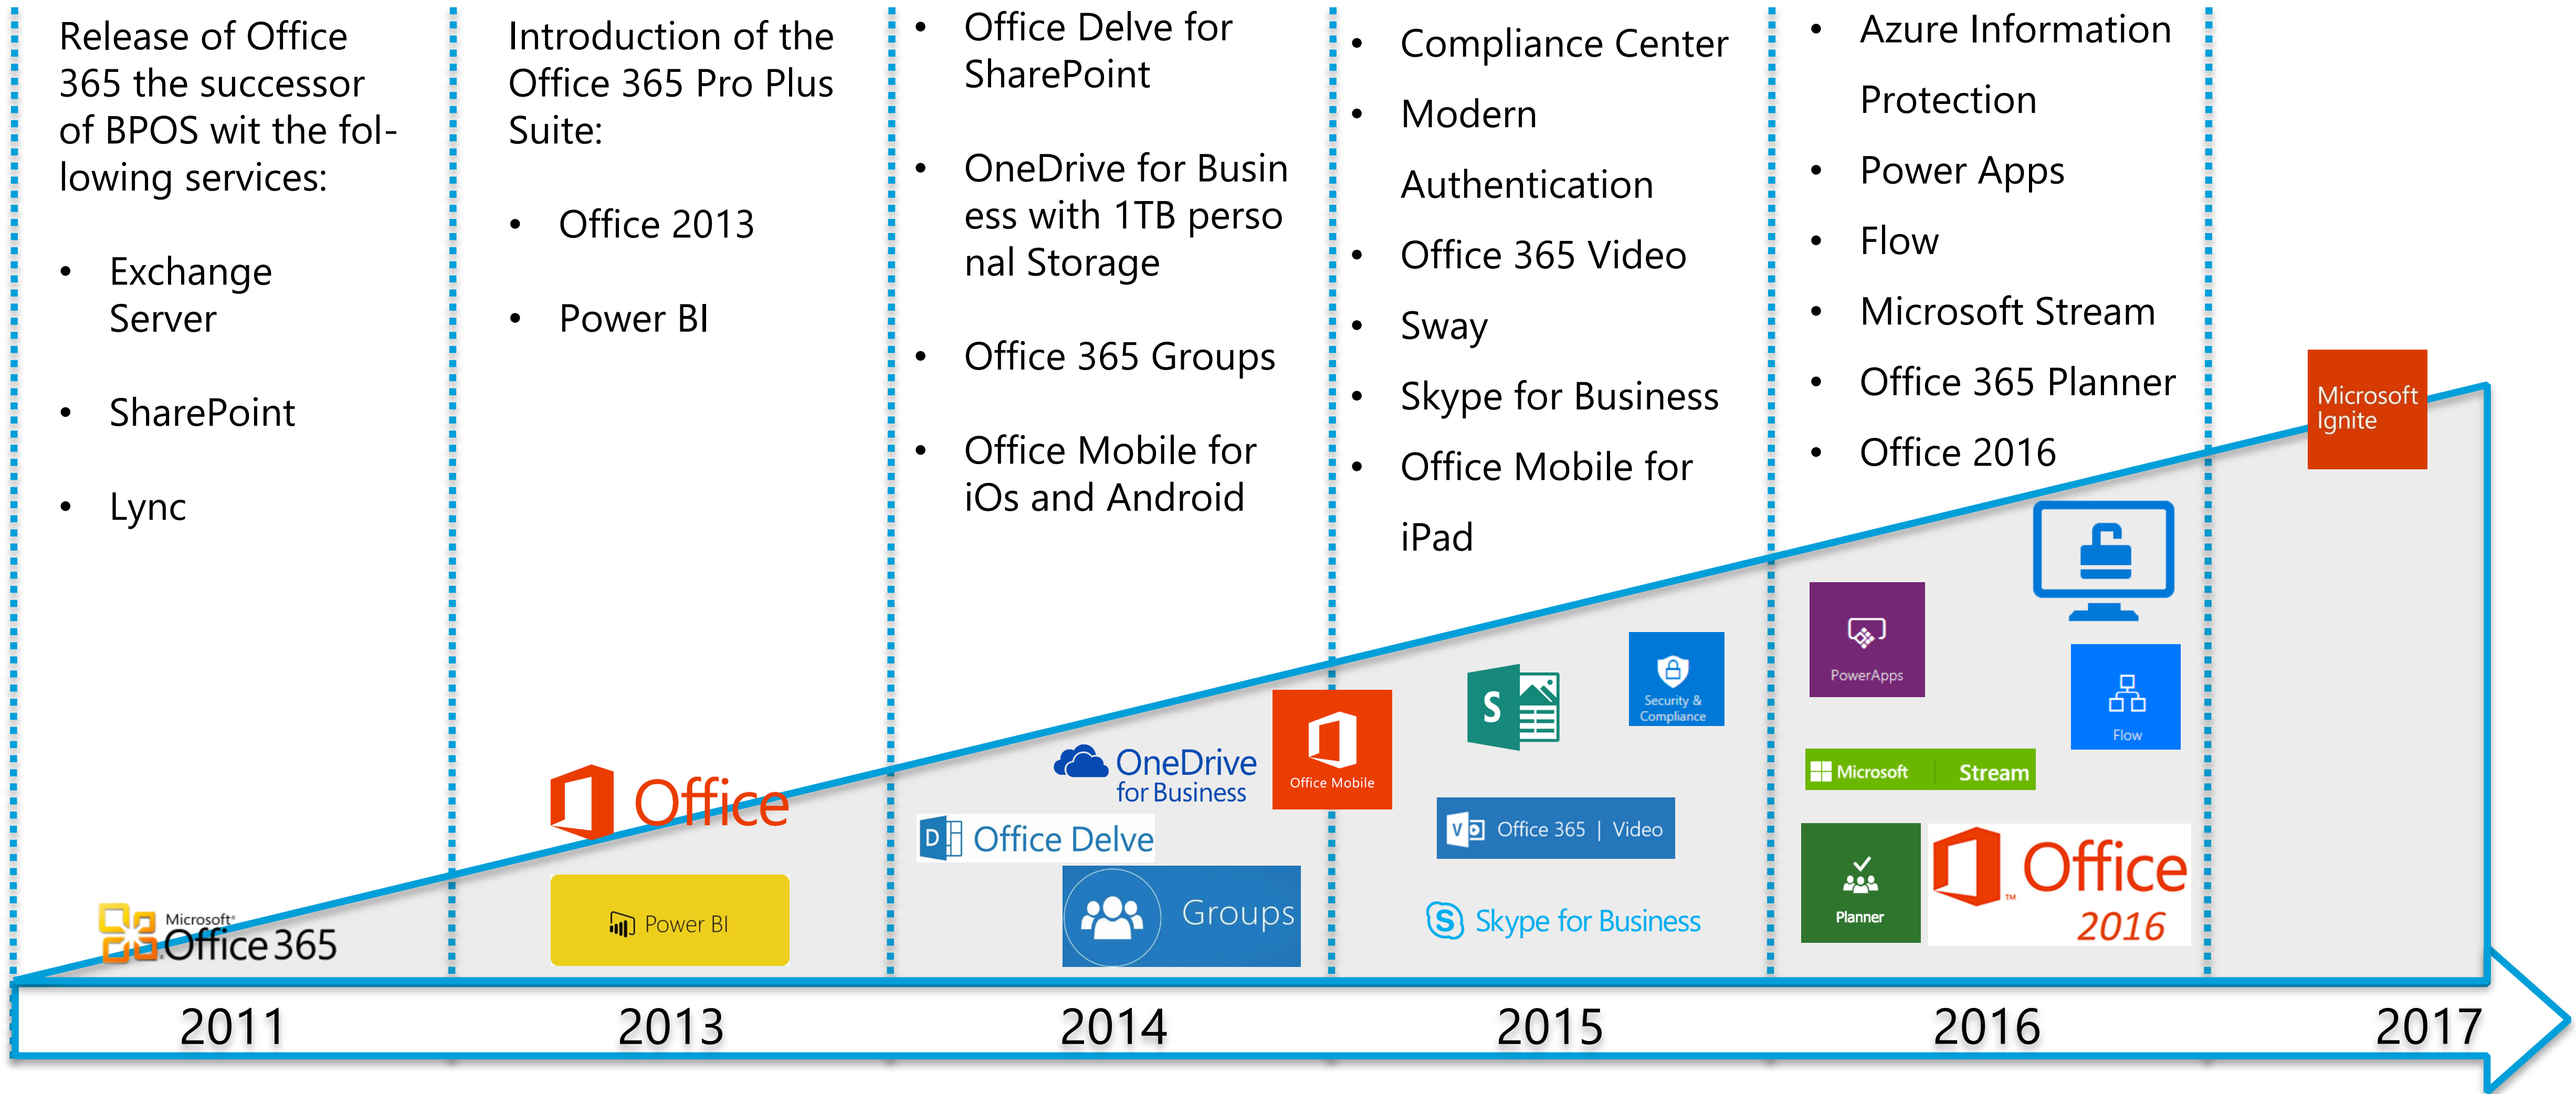 Release of Office
365 the successor
of BPOS wit the fol-
lowing services:
• Exchange
Server
• SharePoint
• Lync
Introduction of the
Office 365 Pro Plus
Suite:
• Office 2013
• Power BI
• Office Delve for
SharePoint
• OneDrive for Busin
ess with 1TB perso
nal Storage
• Office 365 Groups
• Office Mobile for
iOs and Android
• Compliance Center
• Modern
Authentication
• Office 365 Video
• Sway
• Skype for Business
• Office Mobile for
iPad
• Azure Information
Protection
• Power Apps
• Flow
• Microsoft Stream
• Office 365 Planner
• Office 2016
Microsoft
Ignite
Microsoft®
Office 365
Office
Power BI
OneDrive
for Business
Office Mobile
D
Office Delve
Groups
S
Security &
Compliance
V
Office 365 | Video
S
Skype for Business
PowerApps
Flow
Microsoft
Stream
Planner
Office
™
2016
2011
2013
2014
2015
2016
2017